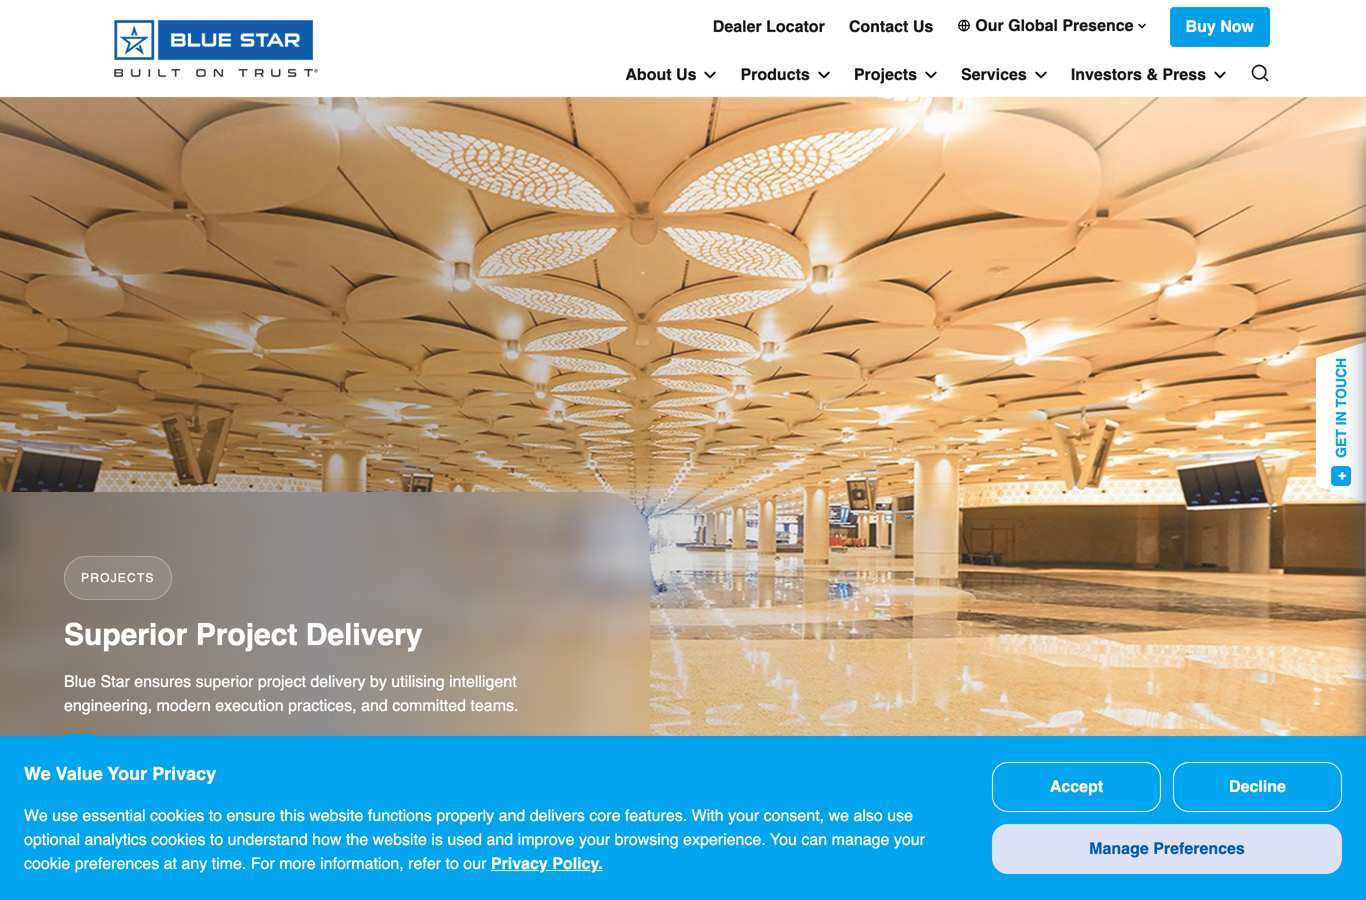 BLUE STAR
BUILT ON TRUST
Dealer Locator
Contact Us
Our Global Presence
Buy Now
About Us
Products
Projects
Services
Investors & Press
GET IN TOUCH
PROJECTS
Superior Project Delivery
Blue Star ensures superior project delivery by utilising intelligent
engineering, modern execution practices, and committed teams.
We Value Your Privacy
We use essential cookies to ensure this website functions properly and delivers core features. With your consent, we also use
optional analytics cookies to understand how the website is used and improve your browsing experience. You can manage your
cookie preferences at any time. For more information, refer to our Privacy Policy.
Accept
Decline
Manage Preferences